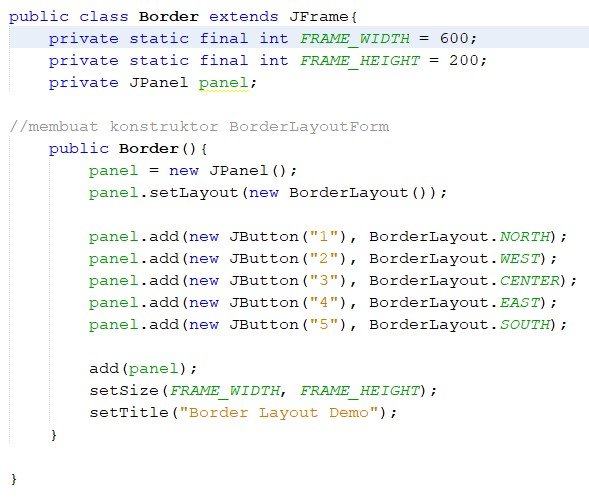 public class Border extends JFrame{
    private static final int FRAME_WIDTH = 600;
    private static final int FRAME_HEIGHT = 200;
    private JPanel panel;

//membuat konstruktor BorderLayoutForm
    public Border(){
        panel = new JPanel();
        panel.setLayout(new BorderLayout());

        panel.add(new JButton("1"), BorderLayout.NORTH);
        panel.add(new JButton("2"), BorderLayout.WEST);
        panel.add(new JButton("3"), BorderLayout.CENTER);
        panel.add(new JButton("4"), BorderLayout.EAST);
        panel.add(new JButton("5"), BorderLayout.SOUTH);

        add(panel);
        setSize(FRAME_WIDTH, FRAME_HEIGHT);
        setTitle("Border Layout Demo");
    }

}